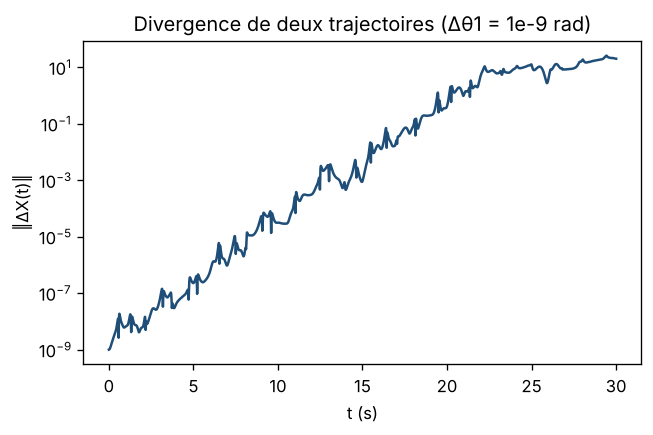 Divergence de deux trajectoires (Δθ1 = 1e-9 rad)
10¹
10⁻¹
10⁻³
10⁻⁵
10⁻⁷
10⁻⁹
‖ΔX(t)‖
0 5 10 15 20 25 30
t (s)